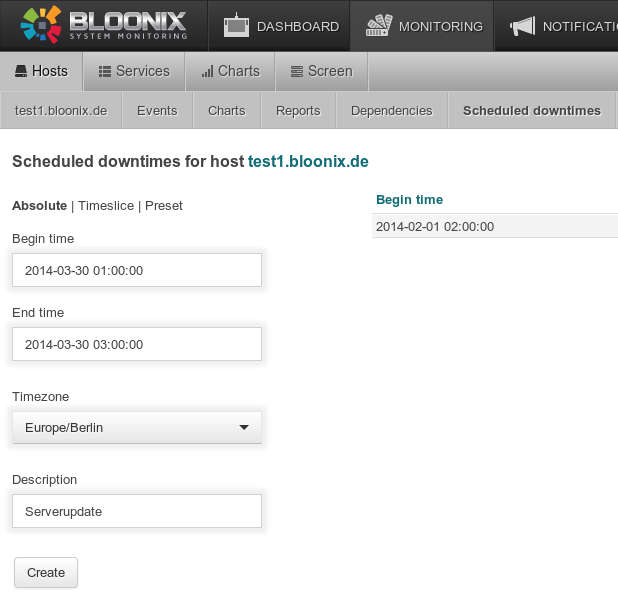 BLOONIX
SYSTEM MONITORING
DASHBOARD
MONITORING
NOTIFICATI
Hosts
Services
Charts
Screen
test1.bloonix.de
Events
Charts
Reports
Dependencies
Scheduled downtimes
Scheduled downtimes for host test1.bloonix.de
Absolute | Timeslice | Preset
Begin time
2014-03-30 01:00:00
End time
2014-03-30 03:00:00
Timezone
Europe/Berlin
Description
Serverupdate
Create
Begin time
2014-02-01 02:00:00